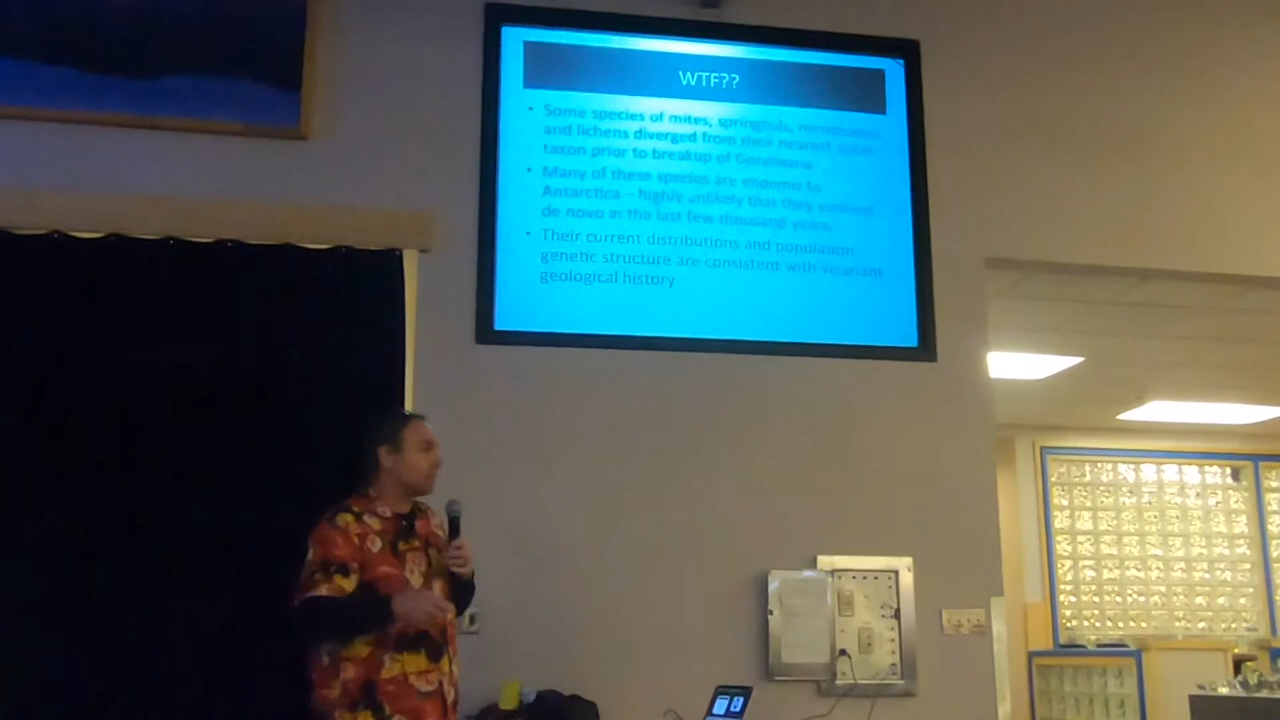 WTF??
• Some species of mites, springtails, nematodes
and lichens diverged from their nearest sister
taxon prior to breakup of Gondwana
• Many of these species are endemic to
Antarctica – highly unlikely that they evolved
de novo in the last few thousand years
• Their current distributions and population
genetic structure are consistent with vicariant
geological history